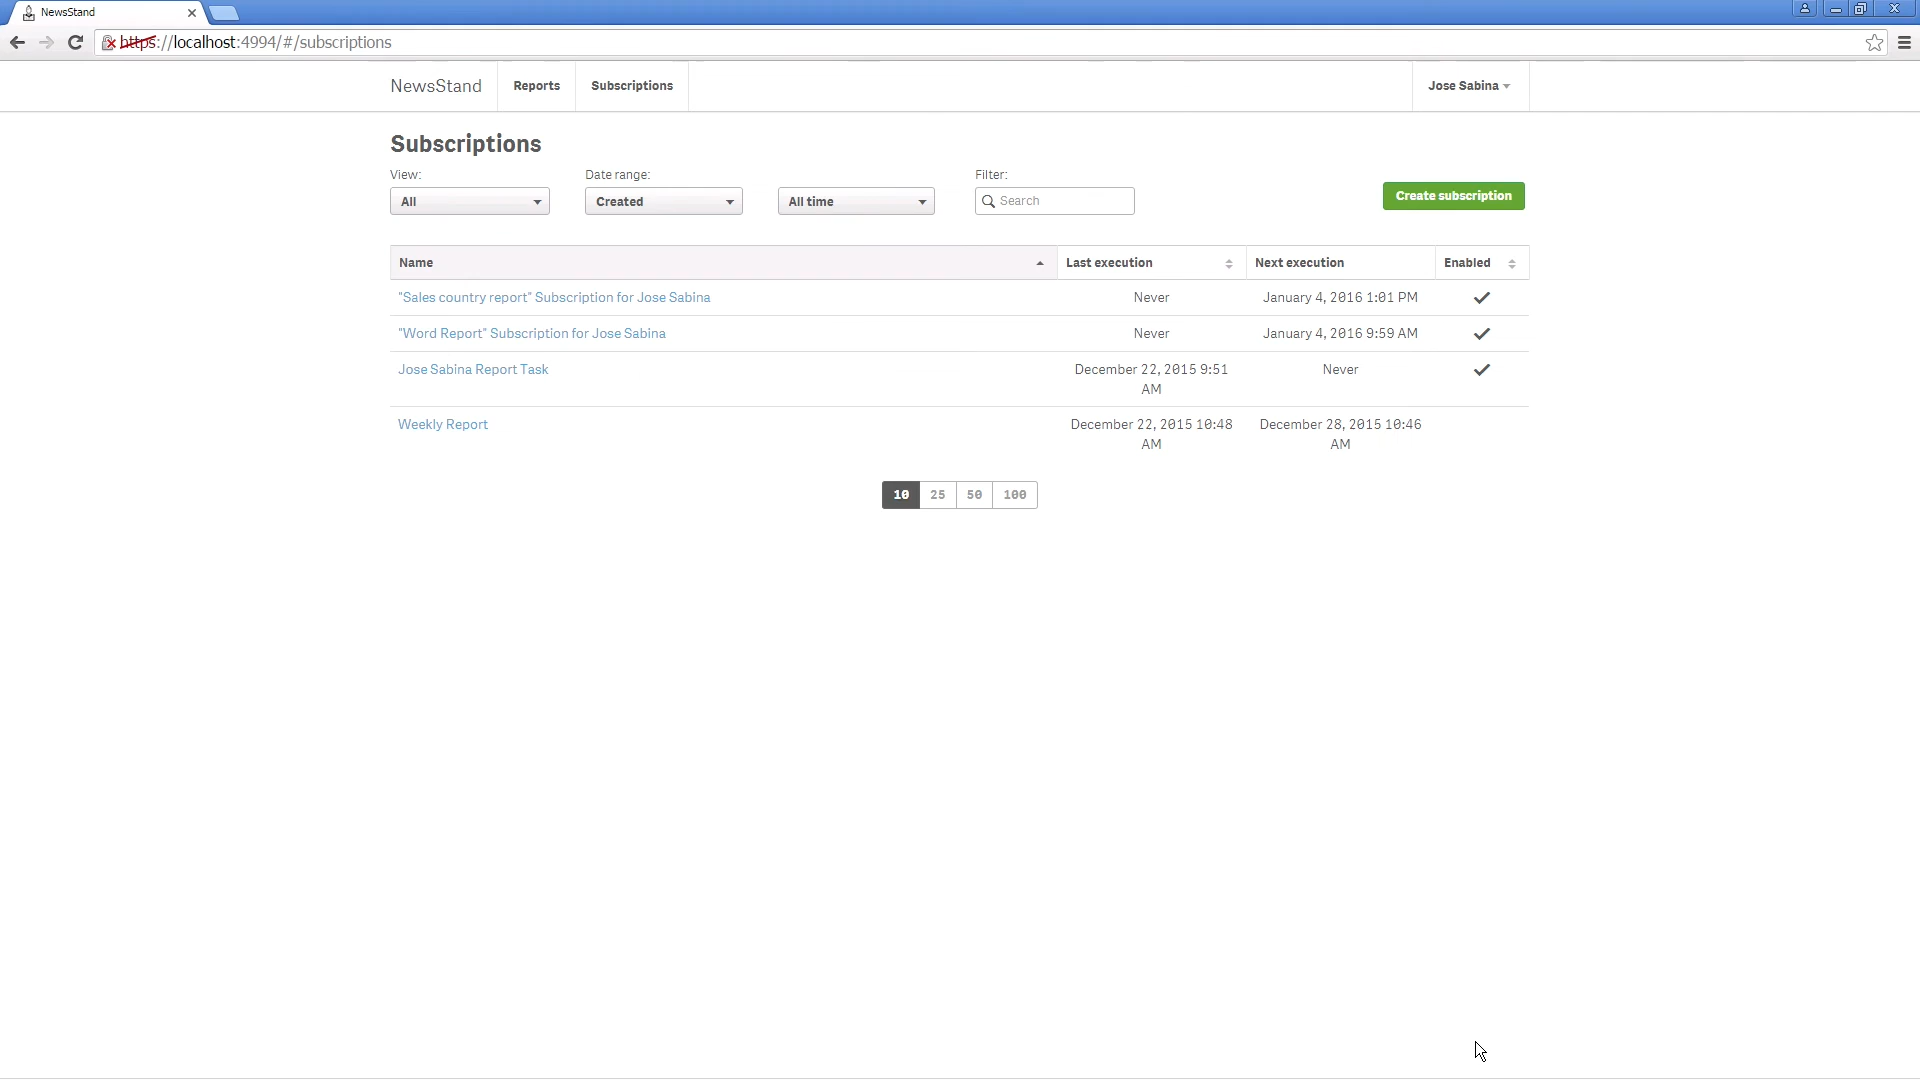 NewsStand
https://localhost:4994/#/subscriptions
NewsStand Reports Subscriptions Jose Sabina
Subscriptions
View: Date range: Filter:
All Created All time Search Create subscription
Name Last execution Next execution Enabled
"Sales country report" Subscription for Jose Sabina Never January 4, 2016 1:01 PM
"Word Report" Subscription for Jose Sabina Never January 4, 2016 9:59 AM
Jose Sabina Report Task December 22, 2015 9:51 Never
AM
Weekly Report December 22, 2015 10:48 December 28, 2015 10:46
AM AM
10 25 50 100